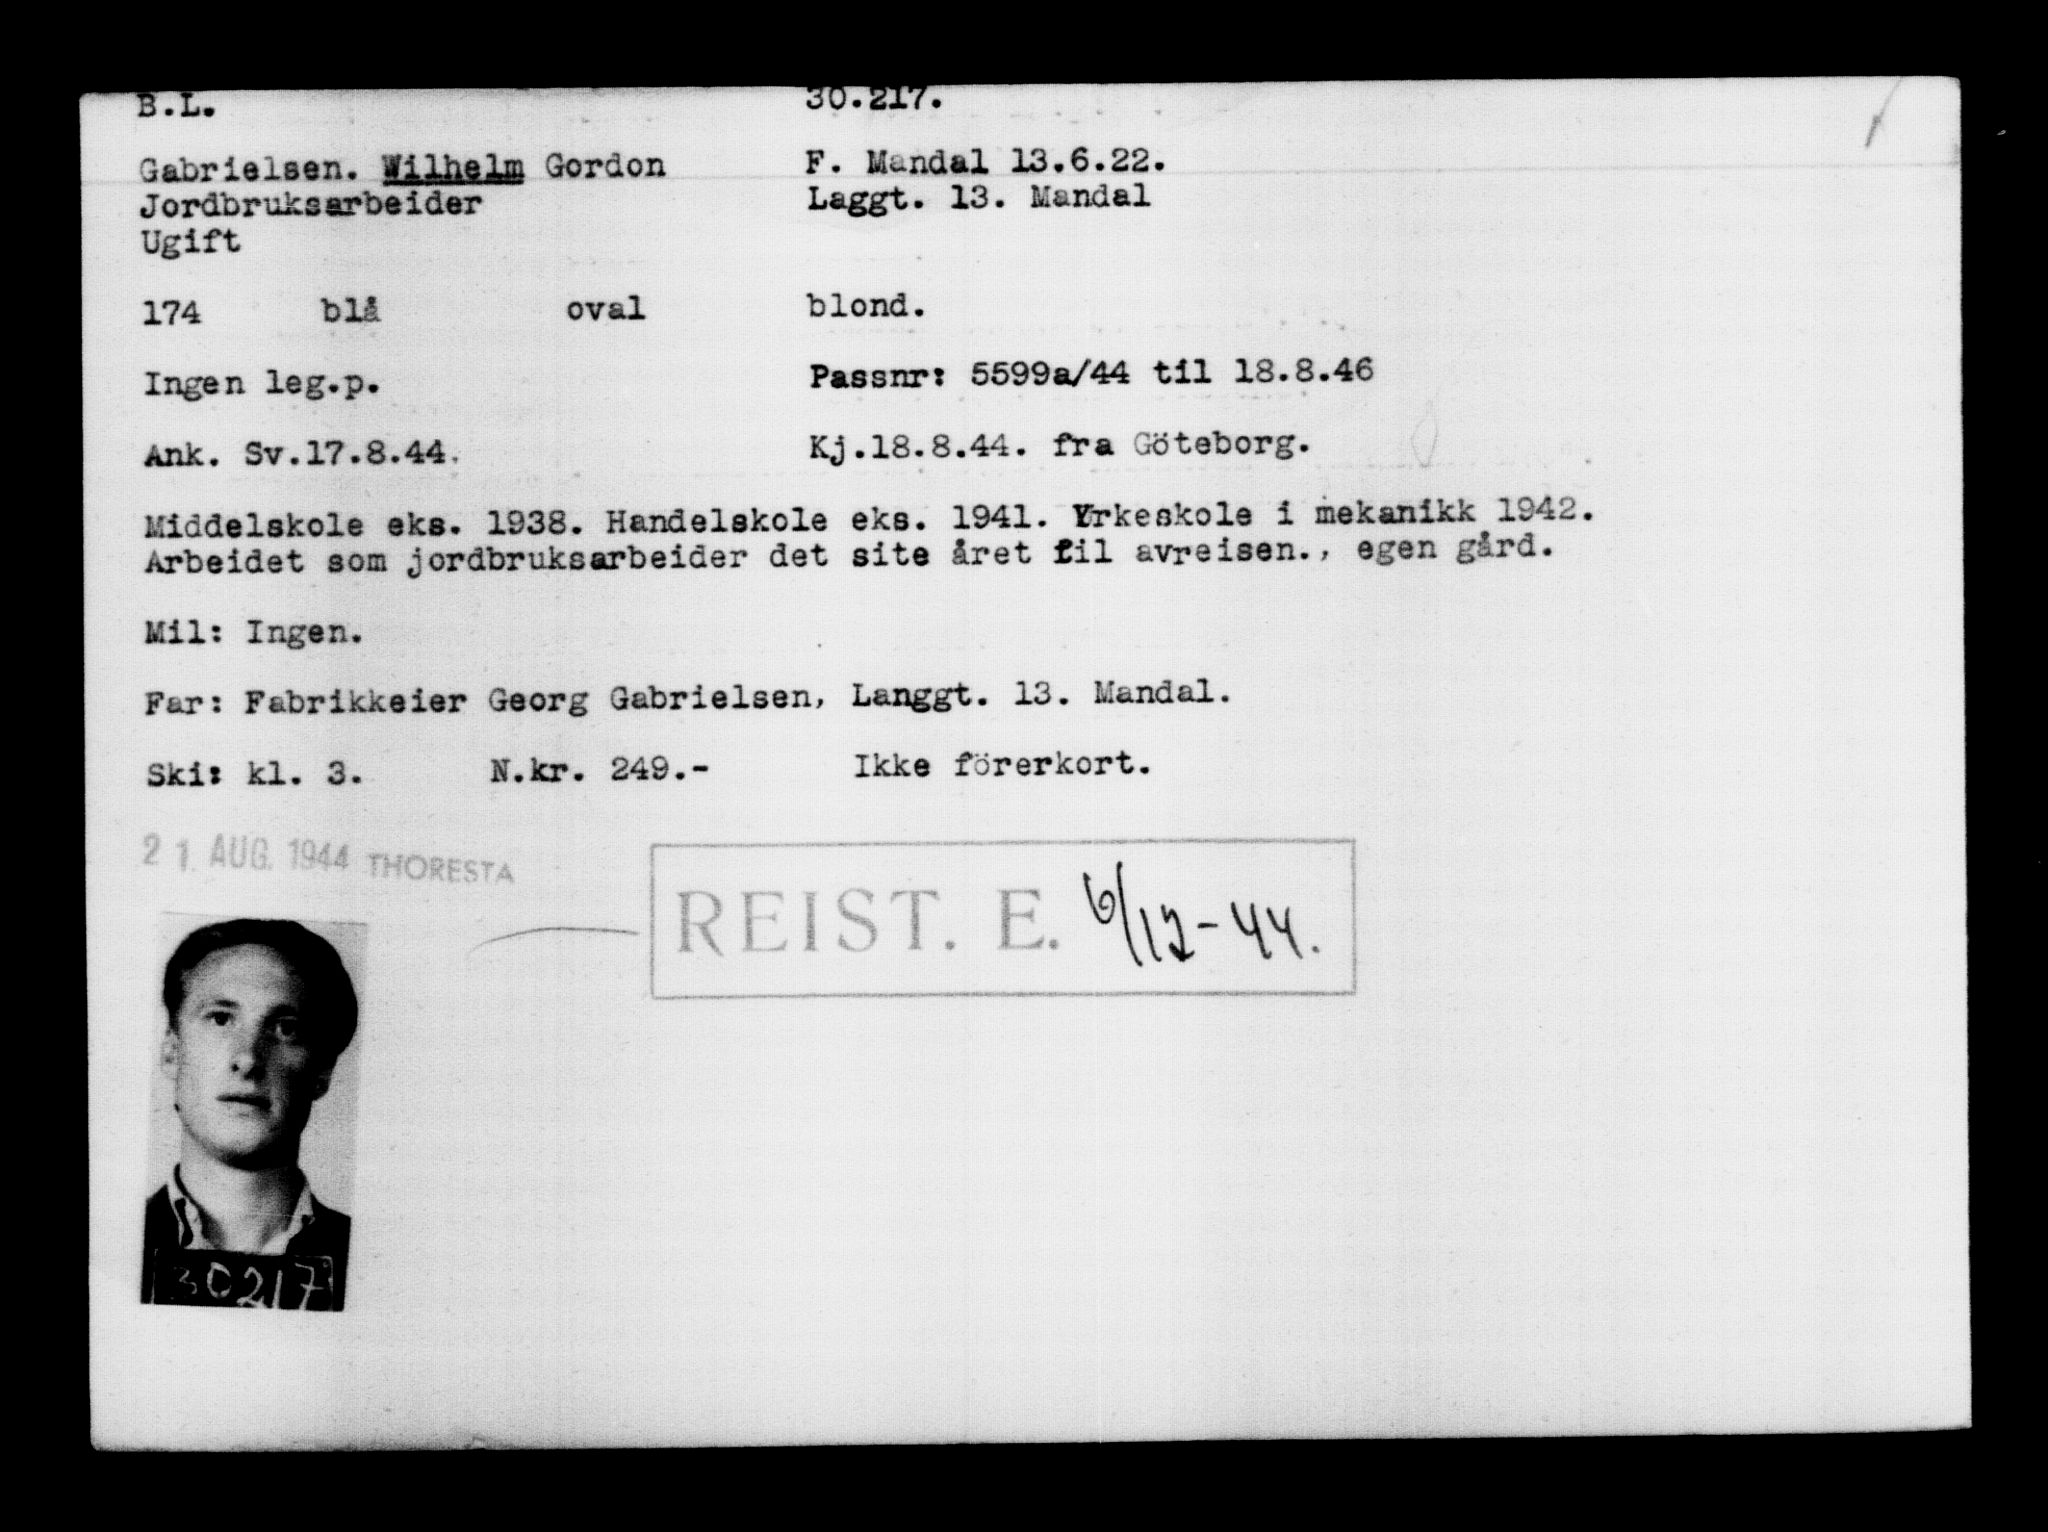 B.L. 30.217.
Gabrielsen. Wilhelm Gordon F. Mandal 13.6.22.
Jordbruksarbeider Laggt. 13. Mandal
Ugift
174 blå oval blond.
Ingen leg.p. Passnr: 5599a/44 til 18.8.46
Ank. Sv.17.8.44. Kj.18.8.44. fra Göteborg.
Middelskole eks. 1938. Handelskole eks. 1941. Yrkeskole i mekanikk 1942.
Arbeidet som jordbruksarbeider det site året til avreisen., egen gård.
Mil: Ingen.
Far: Fabrikkeier Georg Gabrielsen, Langgt. 13. Mandal.
Ski: kl. 3. N.kr. 249.- Ikke förerkort.
21. AUG. 1944 THORESTA
REIST. E. 6/12-44.
30217